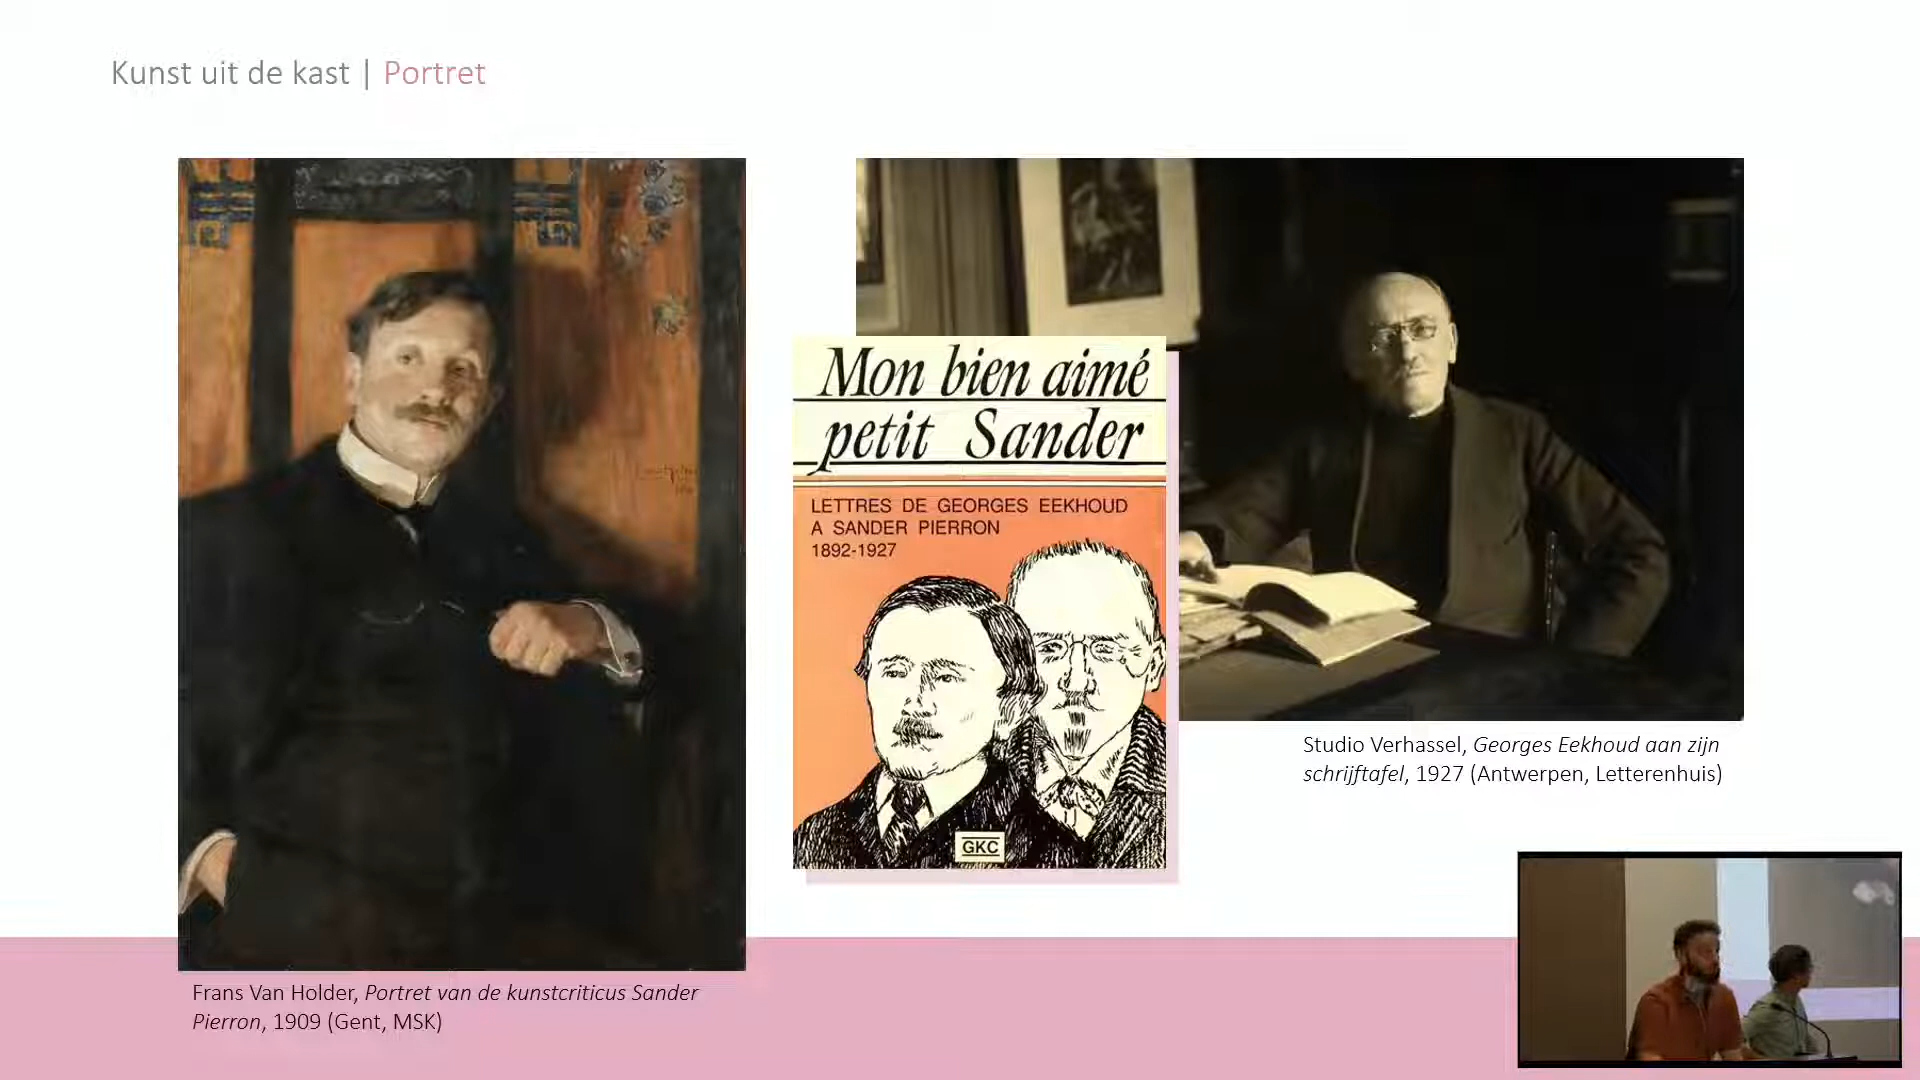 Kunst uit de kast | Portret
Mon bien aimé
petit Sander
LETTRES DE GEORGES EEKHOUD
A SANDER PIERRON
1892-1927
GKC
Studio Verhassel, Georges Eekhoud aan zijn
schrijftafel, 1927 (Antwerpen, Letterenhuis)
Frans Van Holder, Portret van de kunstcriticus Sander
Pierron, 1909 (Gent, MSK)